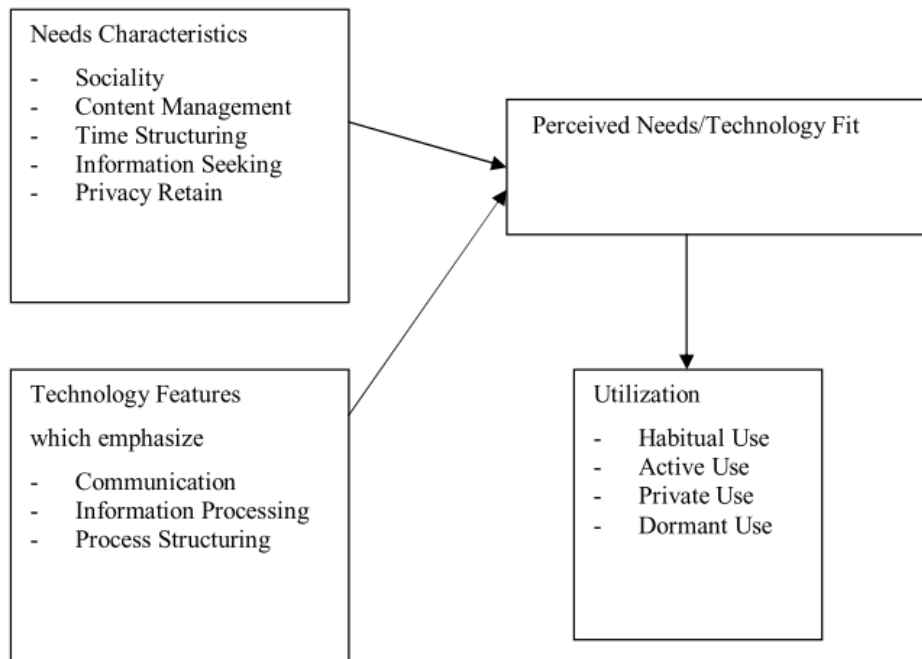 Needs Characteristics
- Sociality
- Content Management
- Time Structuring
- Information Seeking
- Privacy Retain
Perceived Needs/Technology Fit
Technology Features
which emphasize
- Communication
- Information Processing
- Process Structuring
Utilization
- Habitual Use
- Active Use
- Private Use
- Dormant Use